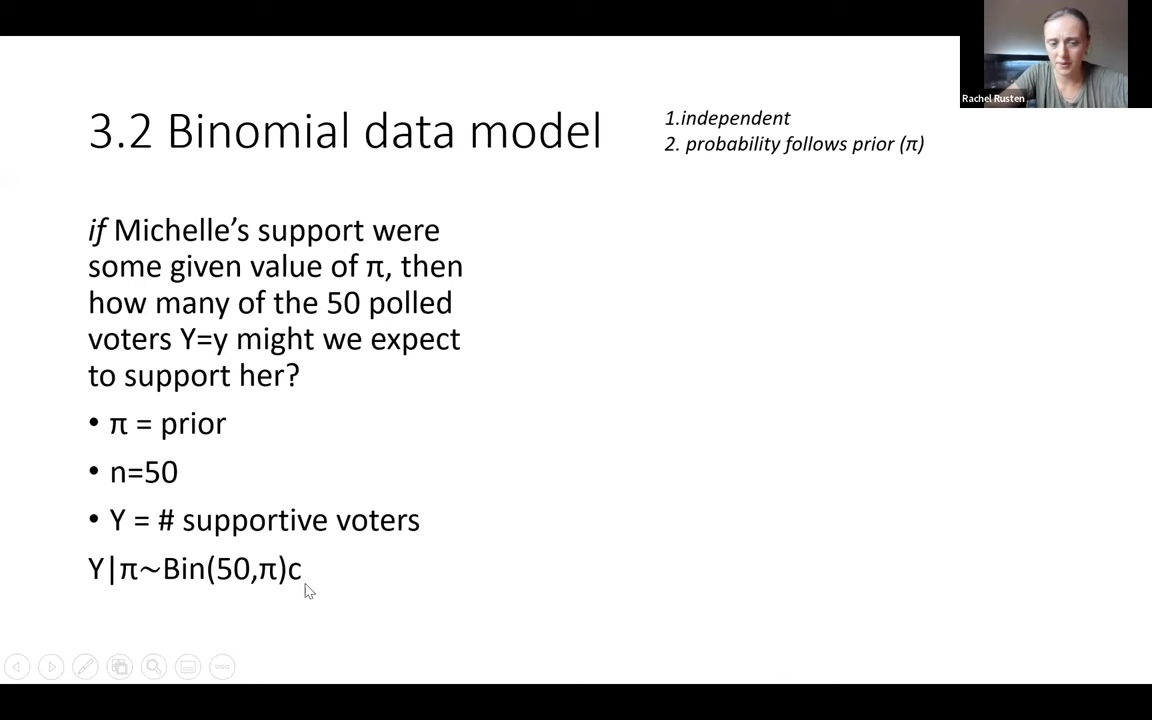 Rachel Rusten
3.2 Binomial data model
1.independent
2. probability follows prior (π)
if Michelle’s support were
some given value of π, then
how many of the 50 polled
voters Y=y might we expect
to support her?
• π = prior
• n=50
• Y = # supportive voters
Y|π~Bin(50,π)c